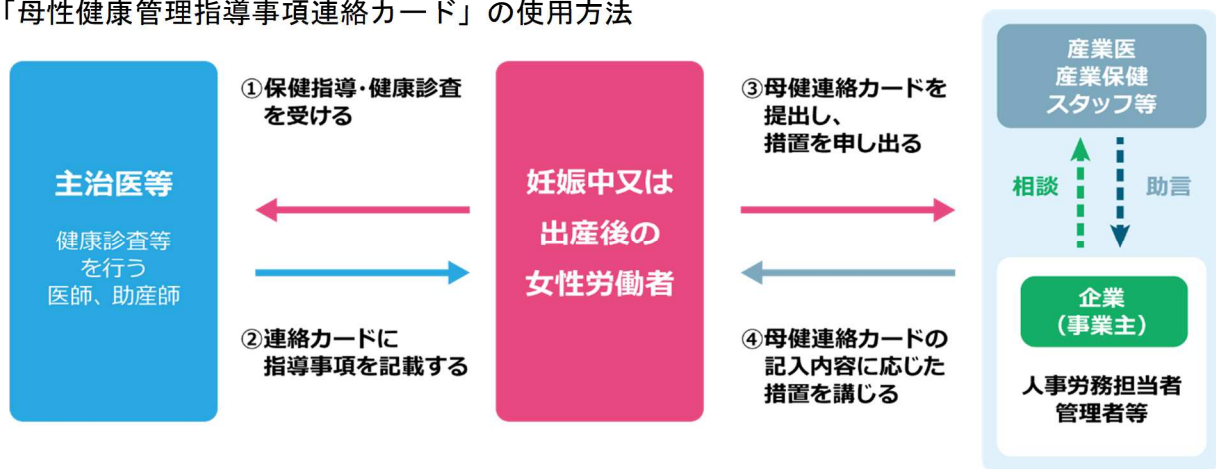 「母性健康管理指導事項連絡カード」の使用方法
主治医等
健康診査等
を行う
医師、助産師
①保健指導・健康診査
を受ける
②連絡カードに
指導事項を記載する
妊娠中又は
出産後の
女性労働者
③母健連絡カードを
提出し、
措置を申し出る
④母健連絡カードの
記入内容に応じた
措置を講じる
産業医
産業保健
スタッフ等
相談
助言
企業
（事業主）
人事労務担当者
管理者等